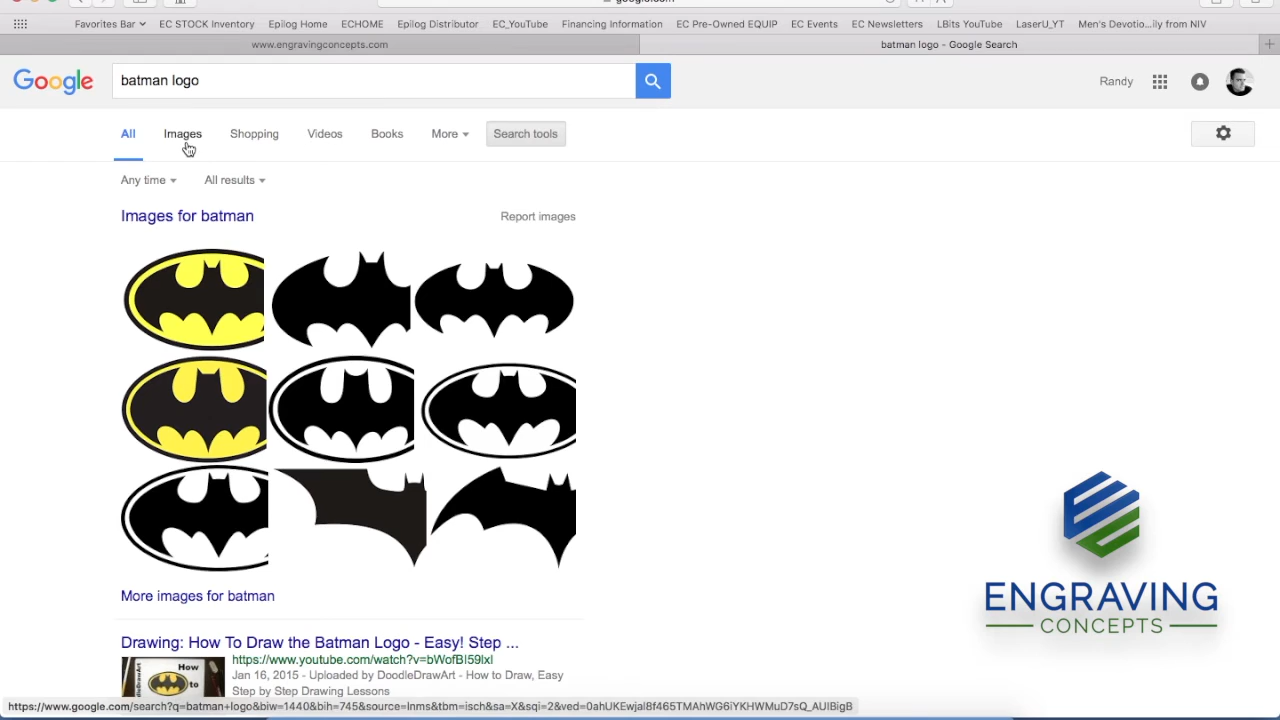 google.com
Favorites Bar EC STOCK Inventory Epilog Home ECHOME Epilog Distributor EC_YouTube Financing Information EC Pre-Owned EQUIP EC Events EC Newsletters LBits YouTube LaserU_YT Men's Devotio...ily from NIV
www.engravingconcepts.com batman logo - Google Search
Google batman logo Randy
All Images Shopping Videos Books More Search tools
Any time All results
Images for batman Report images
More images for batman
Drawing: How To Draw the Batman Logo - Easy! Step ...
https://www.youtube.com/watch?v=bWofBI59lxI
Jan 16, 2015 - Uploaded by DoodleDrawArt - How to Draw, Easy
Step by Step Drawing Lessons
How
to
ENGRAVING
CONCEPTS